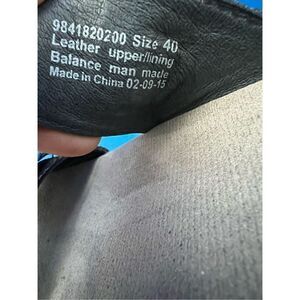 9841820200 Size 40
Leather upper/lining
Balance man made
Made in China 02-09-15